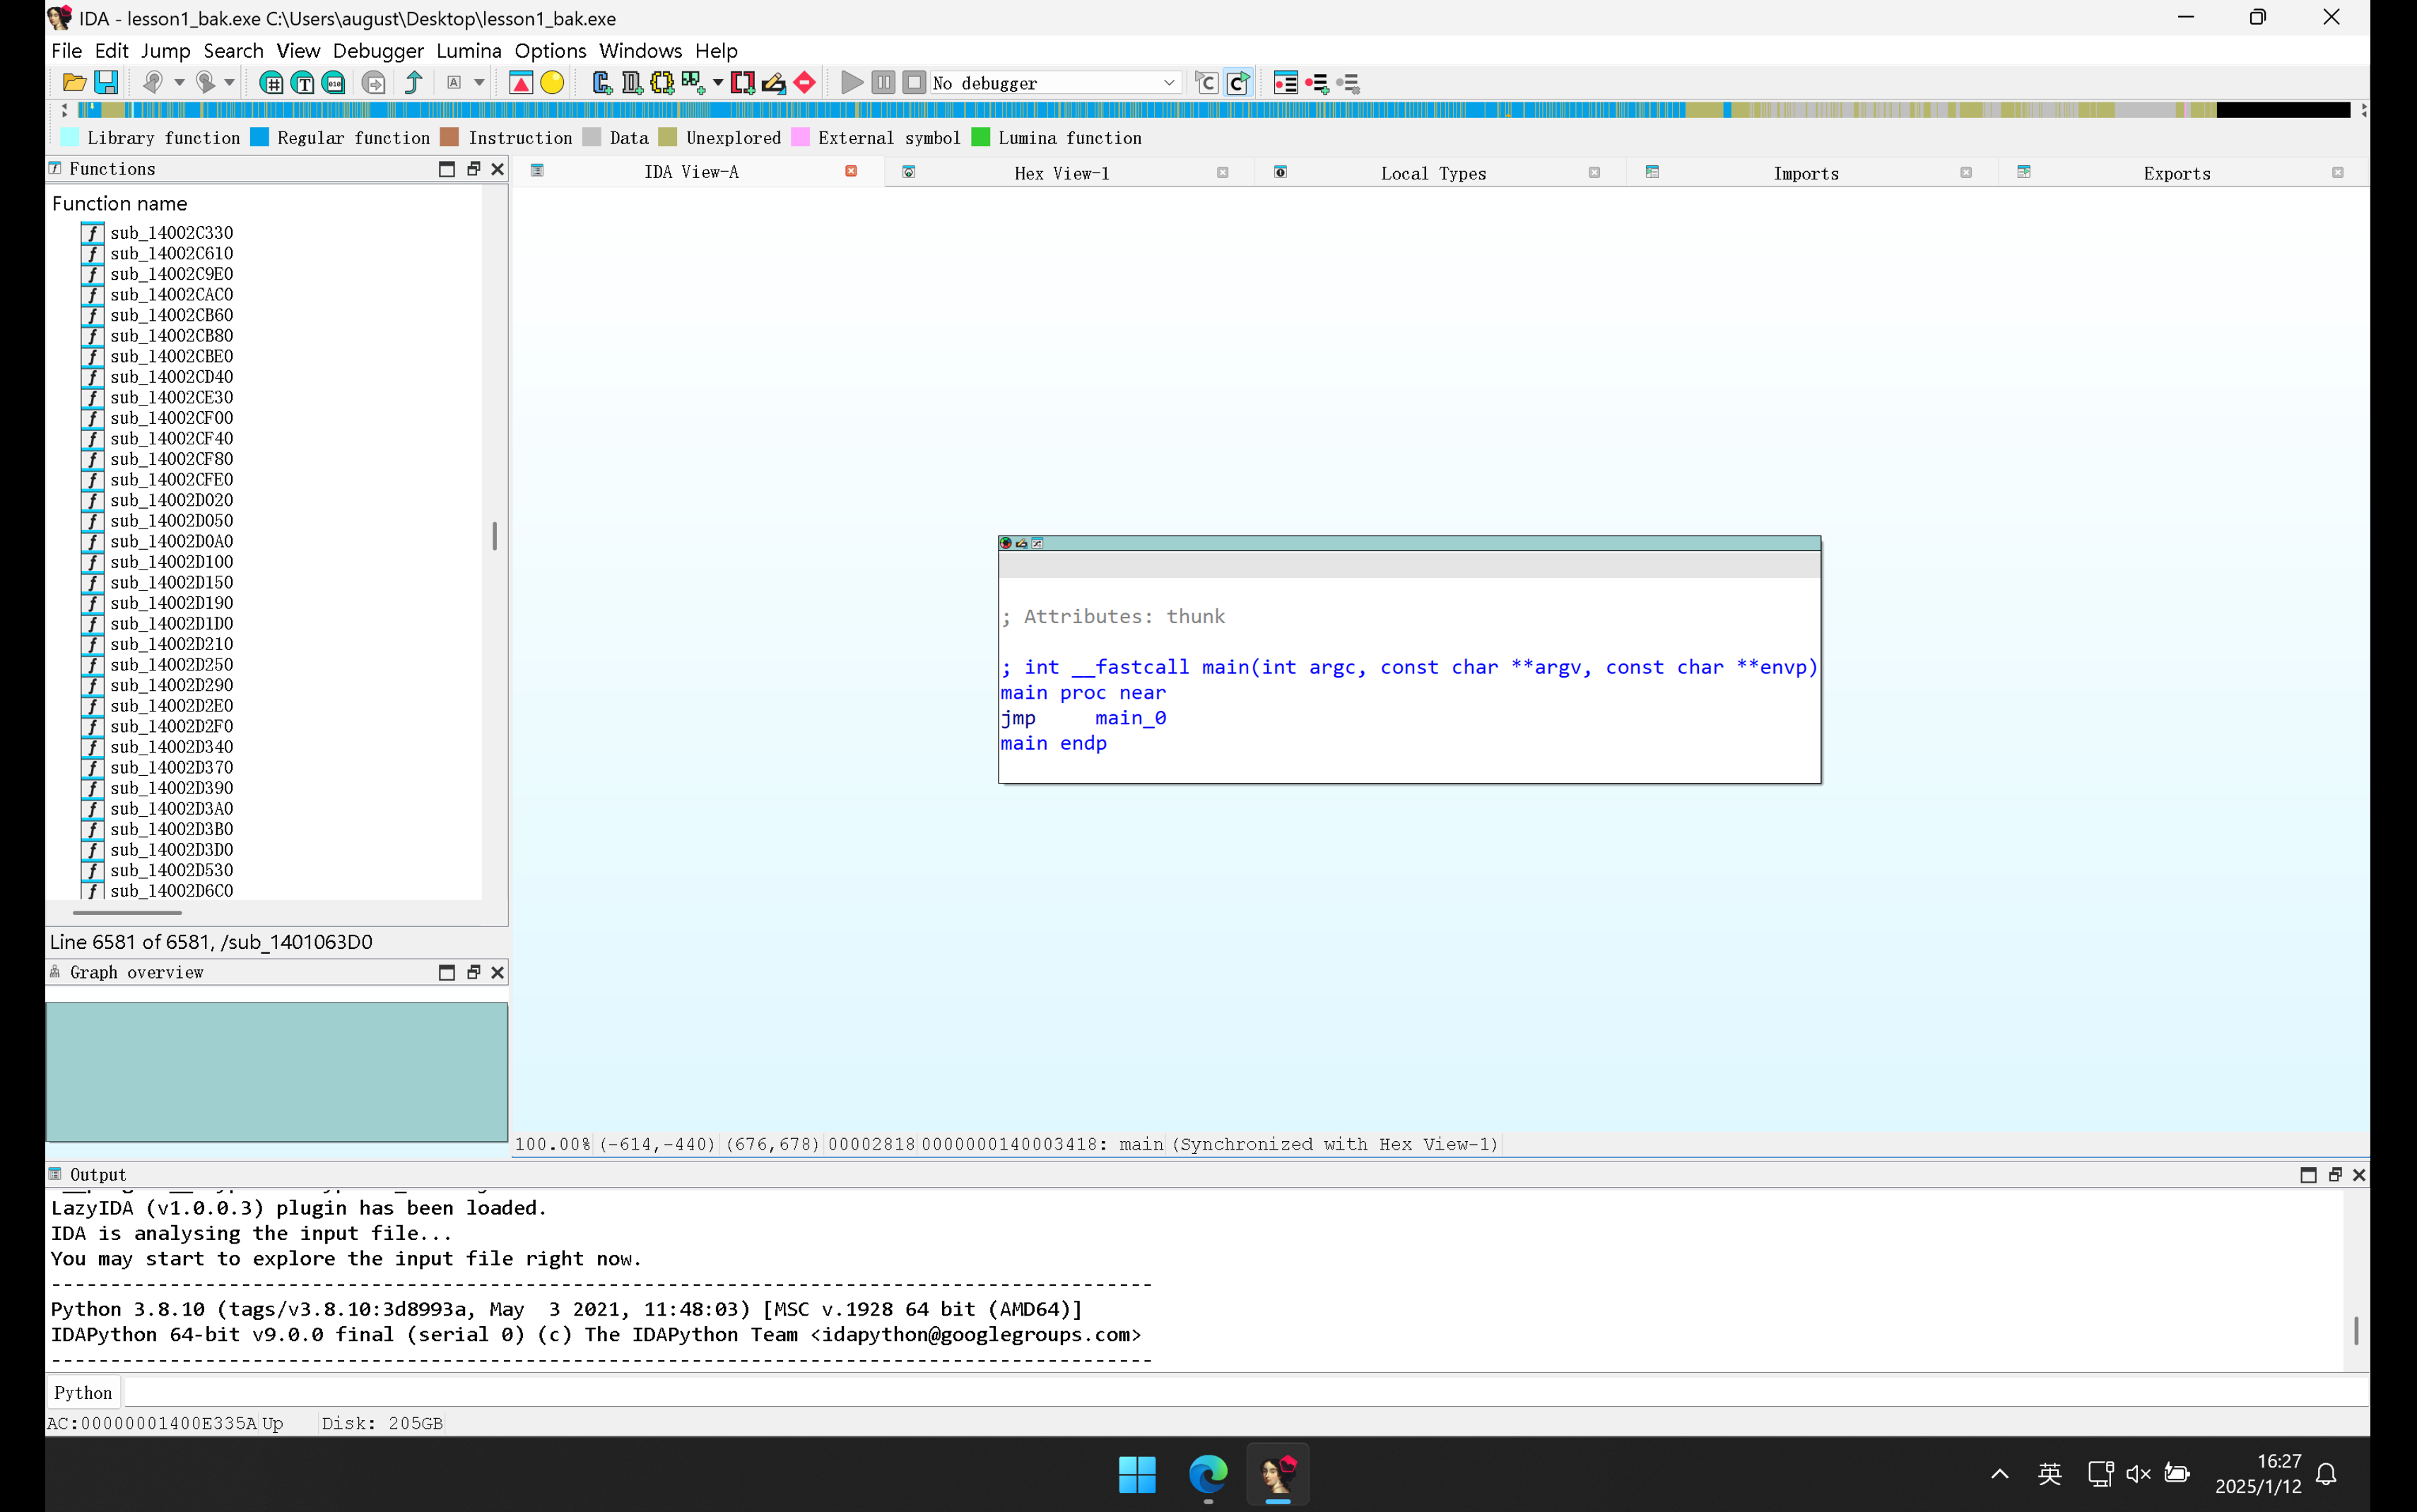 IDA - lesson1_bak.exe C:\Users\august\Desktop\lesson1_bak.exe
File Edit Jump Search View Debugger Lumina Options Windows Help
No debugger
Library function Regular function Instruction Data Unexplored External symbol Lumina function
Functions
IDA View-A
Hex View-1
Local Types
Imports
Exports
Function name
sub_14002C330
sub_14002C610
sub_14002C9E0
sub_14002CAC0
sub_14002CB60
sub_14002CB80
sub_14002CBE0
sub_14002CD40
sub_14002CE30
sub_14002CF00
sub_14002CF40
sub_14002CF80
sub_14002CFE0
sub_14002D020
sub_14002D050
sub_14002D0A0
sub_14002D100
sub_14002D150
sub_14002D190
sub_14002D1D0
sub_14002D210
sub_14002D250
sub_14002D290
sub_14002D2E0
sub_14002D2F0
sub_14002D340
sub_14002D370
sub_14002D390
sub_14002D3A0
sub_14002D3B0
sub_14002D3D0
sub_14002D530
sub_14002D6C0
Line 6581 of 6581, /sub_1401063D0
Graph overview
; Attributes: thunk
; int __fastcall main(int argc, const char **argv, const char **envp)
main proc near
jmp main_0
main endp
100.00% (-614,-440) (676,678) 00002818 0000000140003418: main (Synchronized with Hex View-1)
Output
LazyIDA (v1.0.0.3) plugin has been loaded.
IDA is analysing the input file...
You may start to explore the input file right now.
---------------------------------------------------------------------------------------------
Python 3.8.10 (tags/v3.8.10:3d8993a, May  3 2021, 11:48:03) [MSC v.1928 64 bit (AMD64)]
IDAPython 64-bit v9.0.0 final (serial 0) (c) The IDAPython Team <idapython@googlegroups.com>
---------------------------------------------------------------------------------------------
Python
AC:00000001400E335A Up Disk: 205GB
英
16:27
2025/1/12